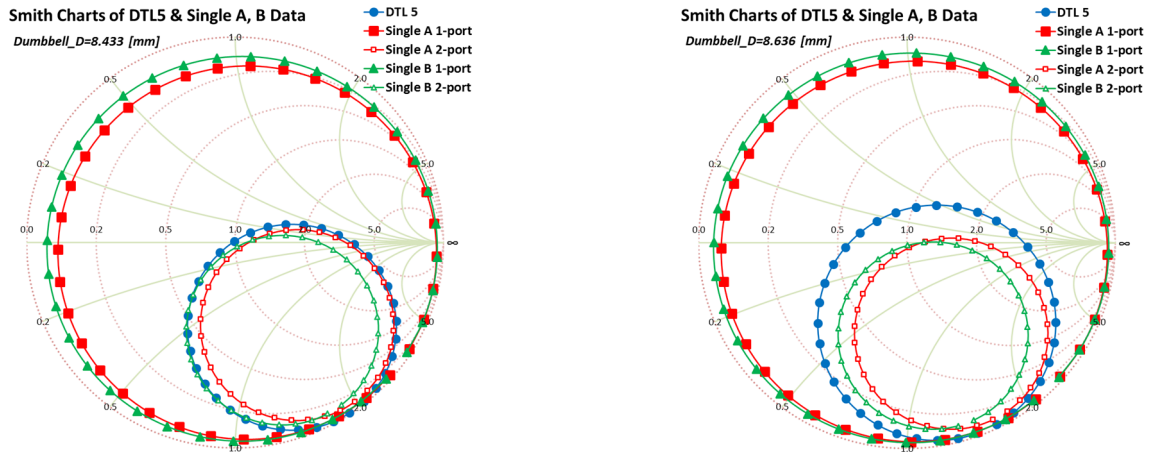 Smith Charts of DTL5 & Single A, B Data
Dumbbell_D=8.433 [mm]
DTL 5
Single A 1-port
Single A 2-port
Single B 1-port
Single B 2-port
1.0
0.5
2.0
0.2
5.0
0.0
0.2
0.5
1.0
2.0
5.0
∞
0.2
5.0
0.5
2.0
1.0
Smith Charts of DTL5 & Single A, B Data
Dumbbell_D=8.636 [mm]
DTL 5
Single A 1-port
Single B 1-port
Single A 2-port
Single B 2-port
1.0
0.5
2.0
0.2
5.0
0.0
0.2
0.5
1.0
2.0
5.0
∞
0.2
5.0
0.5
2.0
1.0